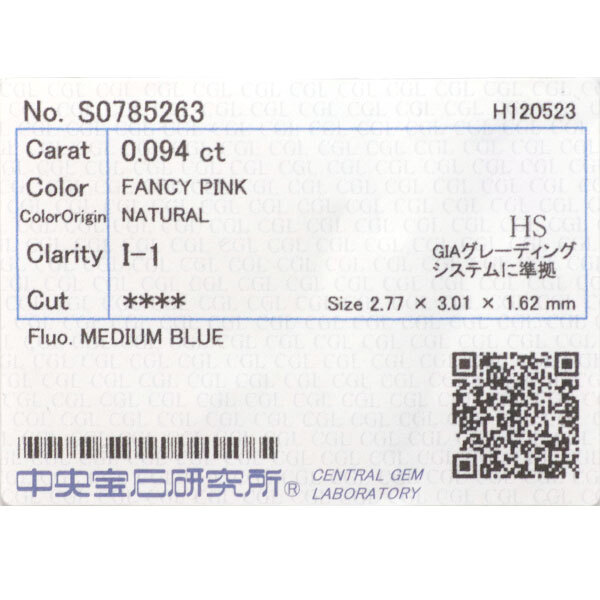 No. S0785263 H120523
Carat 0.094 ct
Color FANCY PINK
ColorOrigin NATURAL
HS
Clarity I-1
GIAグレーディング
システムに準拠
Cut ****
Size 2.77 × 3.01 × 1.62 mm
Fluo. MEDIUM BLUE
中央宝石研究所® CENTRAL GEM
LABORATORY